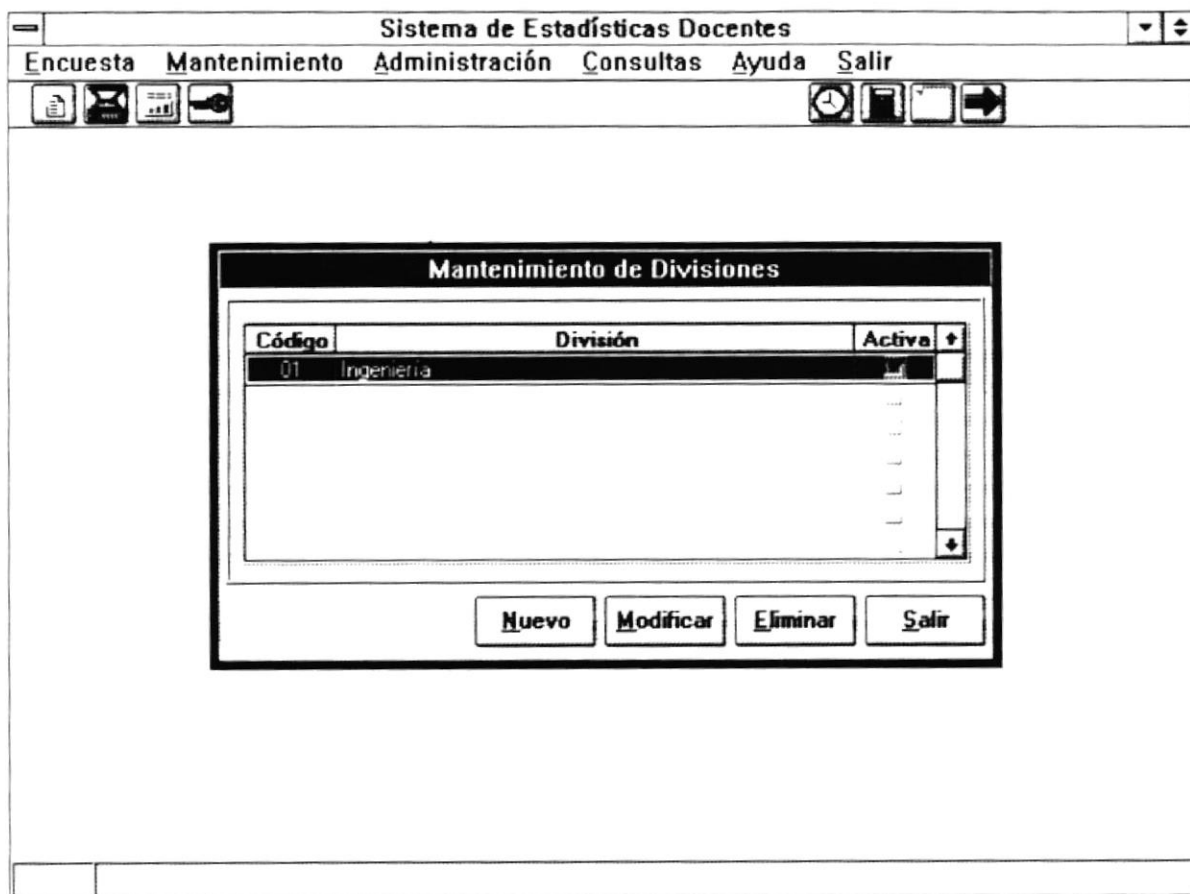 Sistema de Estadísticas Docentes
Encuesta Mantenimiento Administración Consultas Ayuda Salir
Mantenimiento de Divisiones
Código División Activa
01 Ingeniería
Nuevo Modificar Eliminar Salir